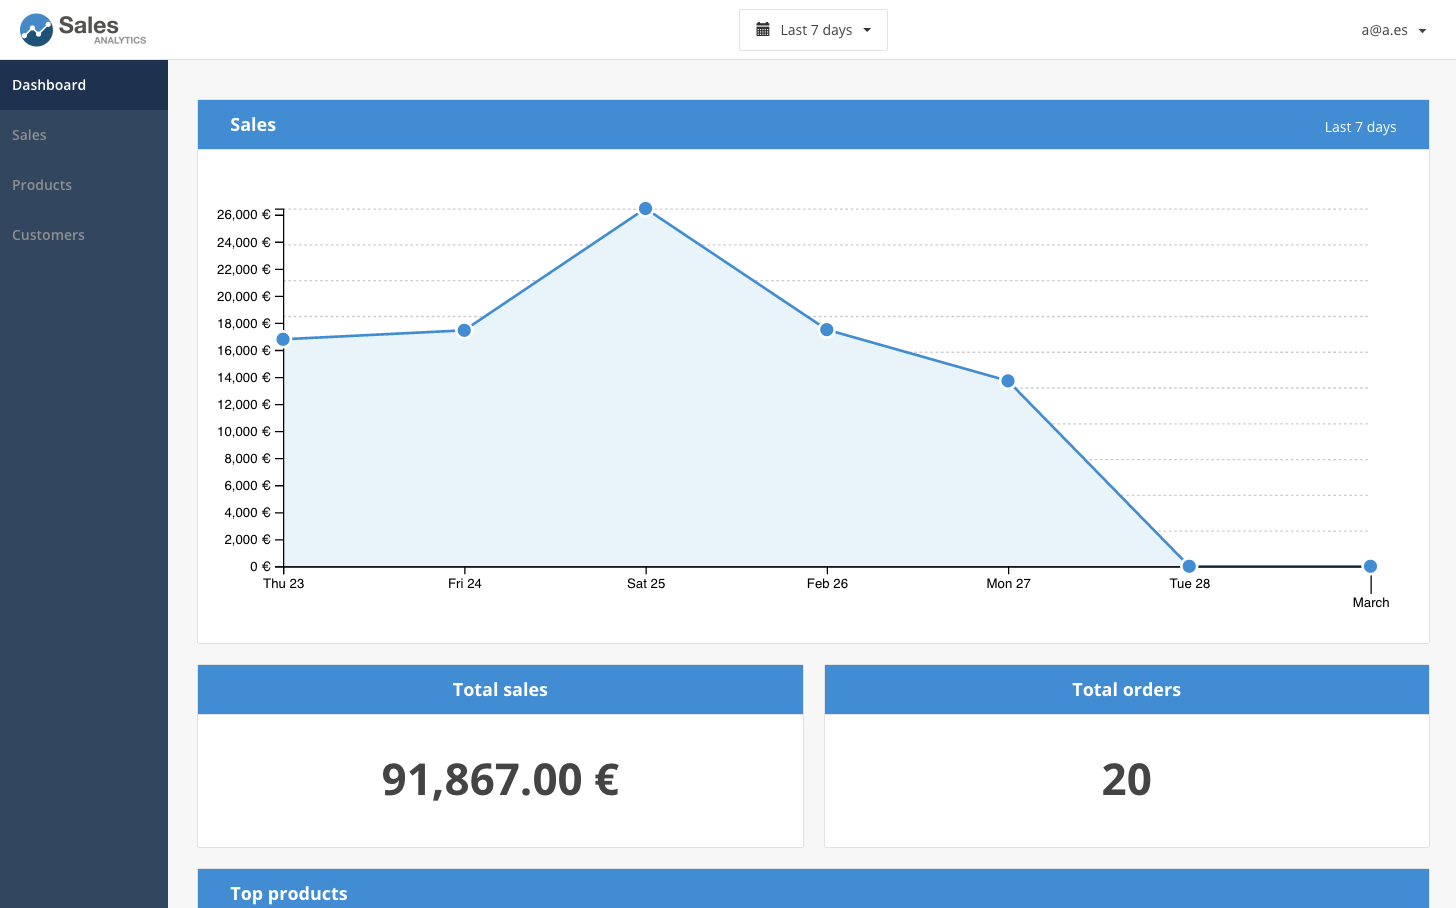 Sales
ANALYTICS
Last 7 days
a@a.es
Dashboard
Sales
Products
Customers
Sales
Last 7 days
26,000 €
24,000 €
22,000 €
20,000 €
18,000 €
16,000 €
14,000 €
12,000 €
10,000 €
8,000 €
6,000 €
4,000 €
2,000 €
0 €
Thu 23
Fri 24
Sat 25
Feb 26
Mon 27
Tue 28
March
Total sales
91,867.00 €
Total orders
20
Top products